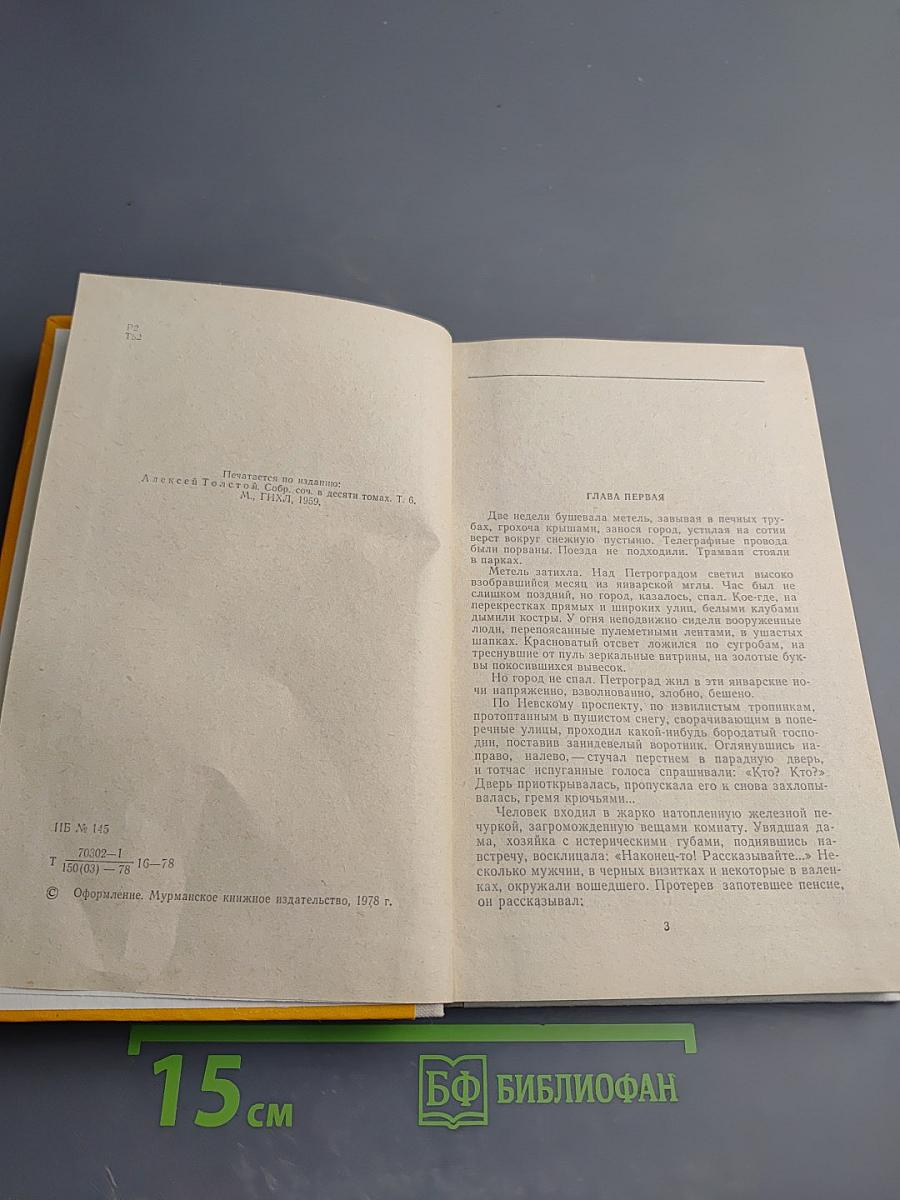 Р2
Т52
Печатается по изданию:
Алексей Толстой. Собр. соч. в десяти томах. Т. 6.
М., ГИХЛ, 1959.
ПБ № 145
Т 70302—1
150(03) — 78 16—78
© Оформление. Мурманское книжное издательство, 1978 г.
ГЛАВА ПЕРВАЯ
Две недели бушевала метель, завывая в печных тру-
бах, грохоча крышами, занося город, устилая на сотни
верст вокруг снежную пустыню. Телеграфные провода
были порваны. Поезда не подходили. Трамваи стояли
в парках.
Метель затихла. Над Петроградом светил высоко
взобравшийся месяц из январской мглы. Час был не
слишком поздний, но город, казалось, спал. Кое-где, на
перекрестках прямых и широких улиц, белыми клубами
дымили костры. У огня неподвижно сидели вооруженные
люди, перепоясанные пулеметными лентами, в ушастых
шапках. Красноватый отсвет ложился по сугробам, на
треснувшие от пуль зеркальные витрины, на золотые бук-
вы покосившихся вывесок.
Но город не спал. Петроград жил в эти январские но-
чи напряженно, взволнованно, злобно, бешено.
По Невскому проспекту, по извилистым тропинкам,
протоптанным в пушистом снегу, сворачивающим в попе-
речные улицы, проходил какой-нибудь бородатый госпо-
дин, поставив заиндевелый воротник. Оглянувшись на-
право, налево, — стучал перстнем в парадную дверь,
и тотчас испуганные голоса спрашивали: «Кто? Кто?»
Дверь приоткрывалась, пропускала его и снова захлопы-
валась, гремя крючьями...
Человек входил в жарко натопленную железной пе-
чуркой, загроможденную вещами комнату. Увядшая да-
ма, хозяйка с истерическими губами, поднявшись на-
встречу, восклицала: «Наконец-то! Рассказывайте...» Не-
сколько мужчин, в черных визитках и некоторые в вален-
ках, окружали вошедшего. Протерев запотевшее пенсне,
он рассказывал:
3
15 см
БФ БИБЛИОФАН